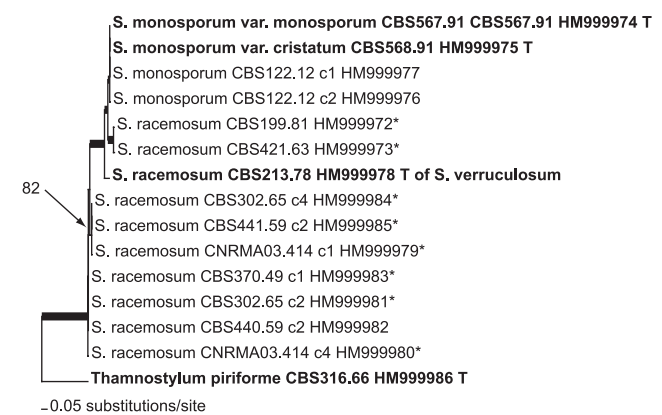 S. monosporum var. monosporum CBS567.91 CBS567.91 HM999974 T
S. monosporum var. cristatum CBS568.91 HM999975 T
S. monosporum CBS122.12 c1 HM999977
S. monosporum CBS122.12 c2 HM999976
S. racemosum CBS199.81 HM999972*
S. racemosum CBS421.63 HM999973*
S. racemosum CBS213.78 HM999978 T of S. verruculosum
82
S. racemosum CBS302.65 c4 HM999984*
S. racemosum CBS441.59 c2 HM999985*
S. racemosum CNRMA03.414 c1 HM999979*
S. racemosum CBS370.49 c1 HM999983*
S. racemosum CBS302.65 c2 HM999981*
S. racemosum CBS440.59 c2 HM999982
S. racemosum CNRMA03.414 c4 HM999980*
Thamnostylum piriforme CBS316.66 HM999986 T
0.05 substitutions/site